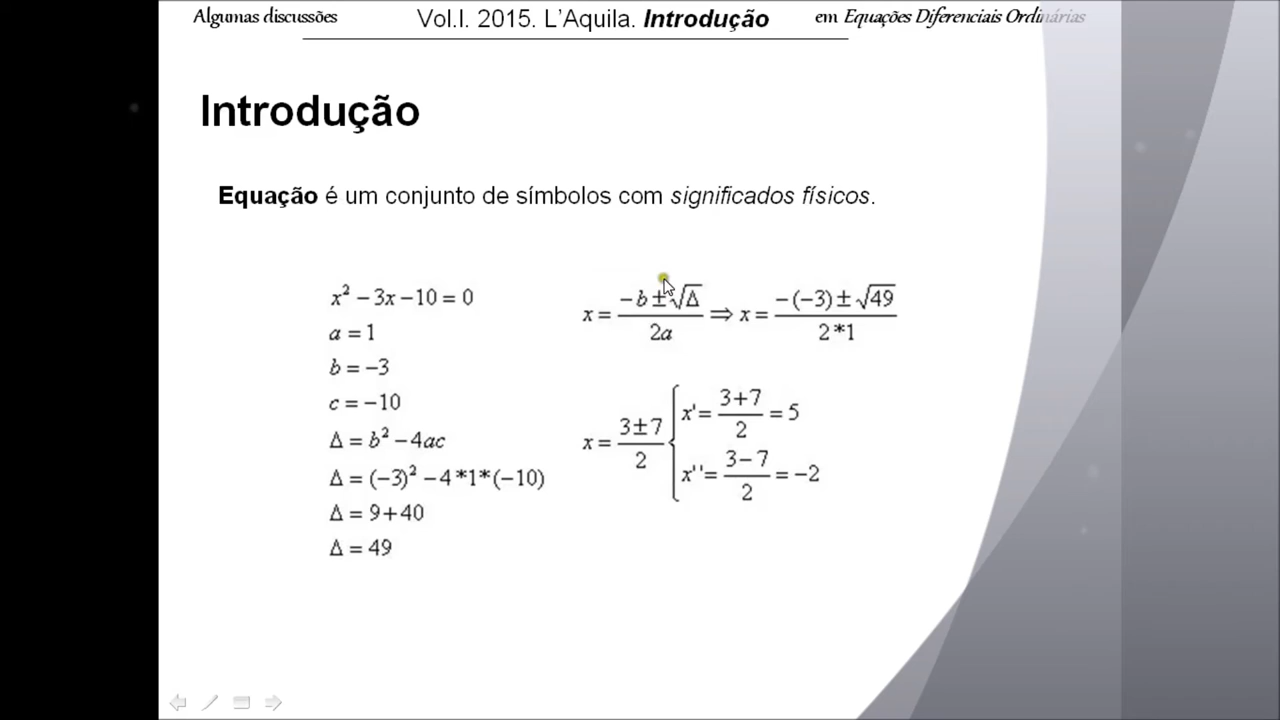 Algumas discussões Vol.I. 2015. L'Aquila. Introdução em Equações Diferenciais Ordinárias
Introdução
Equação é um conjunto de símbolos com significados físicos.
x² − 3x − 10 = 0
a = 1
b = −3
c = −10
Δ = b² − 4ac
Δ = (−3)² − 4*1*(−10)
Δ = 9+40
Δ = 49
x = (−b ± √Δ)/(2a) ⇒ x = (−(−3) ± √49)/(2*1)
x = (3±7)/2 { x' = (3+7)/2 = 5
x'' = (3−7)/2 = −2